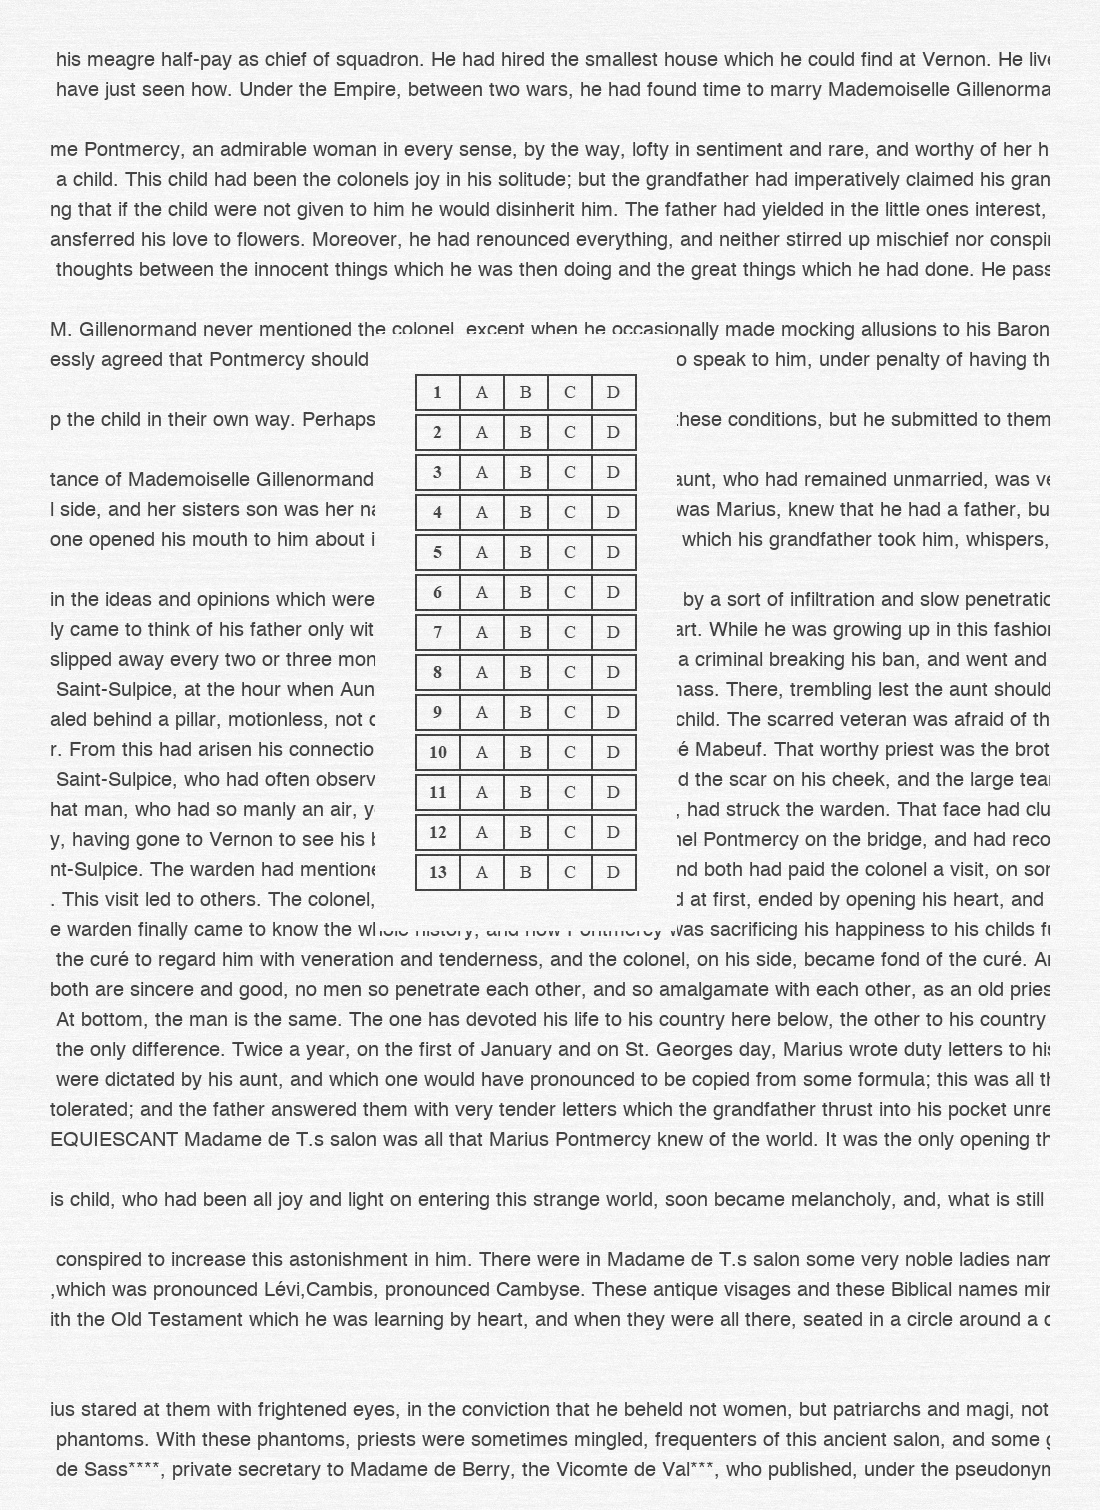 his meagre half-pay as chief of squadron. He had hired the smallest house which he could find at Vernon. He
have just seen how. Under the Empire, between two wars, he had found time to marry Mademoiselle
me Pontmercy, an admirable woman in every sense, by the way, lofty in sentiment and rare, and worthy of her
a child. This child had been the colonels joy in his solitude; but the grandfather had imperatively claimed his
ng that if the child were not given to him he would disinherit him. The father had yielded in the little ones interest,
ansferred his love to flowers. Moreover, he had renounced everything, and neither stirred up mischief nor
thoughts between the innocent things which he was then doing and the great things which he had done. He
M. Gillenormand never mentioned the colonel, except when he occasionally made mocking allusions to his Baron
essly agreed that Pontmercy should o speak to him, under penalty of having
1 A B C D
p the child in their own way. Perhaps these conditions, but he submitted to them
2 A B C D
3 A B C D
tance of Mademoiselle Gillenormand aunt, who had remained unmarried, was
4 A B C D
l side, and her sisters son was her was Marius, knew that he had a father,
one opened his mouth to him about which his grandfather took him, whispers,
5 A B C D
6 A B C D
in the ideas and opinions which were by a sort of infiltration and slow
ly came to think of his father only art. While he was growing up in this
7 A B C D
slipped away every two or three a criminal breaking his ban, and went and
8 A B C D
Saint-Sulpice, at the hour when mass. There, trembling lest the aunt should
9 A B C D
aled behind a pillar, motionless, not child. The scarred veteran was afraid of
r. From this had arisen his é Mabeuf. That worthy priest was the
10 A B C D
Saint-Sulpice, who had often d the scar on his cheek, and the large
11 A B C D
hat man, who had so manly an air, , had struck the warden. That face had
12 A B C D
y, having gone to Vernon to see his nel Pontmercy on the bridge, and had
nt-Sulpice. The warden had nd both had paid the colonel a visit, on
13 A B C D
. This visit led to others. The colonel, d at first, ended by opening his heart, and
e warden finally came to know the whole history, and how Pontmercy was sacrificing his happiness to his childs
the curé to regard him with veneration and tenderness, and the colonel, on his side, became fond of the curé.
both are sincere and good, no men so penetrate each other, and so amalgamate with each other, as an old
At bottom, the man is the same. The one has devoted his life to his country here below, the other to his country
the only difference. Twice a year, on the first of January and on St. Georges day, Marius wrote duty letters to
were dictated by his aunt, and which one would have pronounced to be copied from some formula; this was all
tolerated; and the father answered them with very tender letters which the grandfather thrust into his pocket
EQUIESCANT Madame de T.s salon was all that Marius Pontmercy knew of the world. It was the only opening
is child, who had been all joy and light on entering this strange world, soon became melancholy, and, what is still
conspired to increase this astonishment in him. There were in Madame de T.s salon some very noble ladies
,which was pronounced Lévi,Cambis, pronounced Cambyse. These antique visages and these Biblical names
ith the Old Testament which he was learning by heart, and when they were all there, seated in a circle around a
ius stared at them with frightened eyes, in the conviction that he beheld not women, but patriarchs and magi, not
phantoms. With these phantoms, priests were sometimes mingled, frequenters of this ancient salon, and some
de Sass****, private secretary to Madame de Berry, the Vicomte de Val***, who published, under the